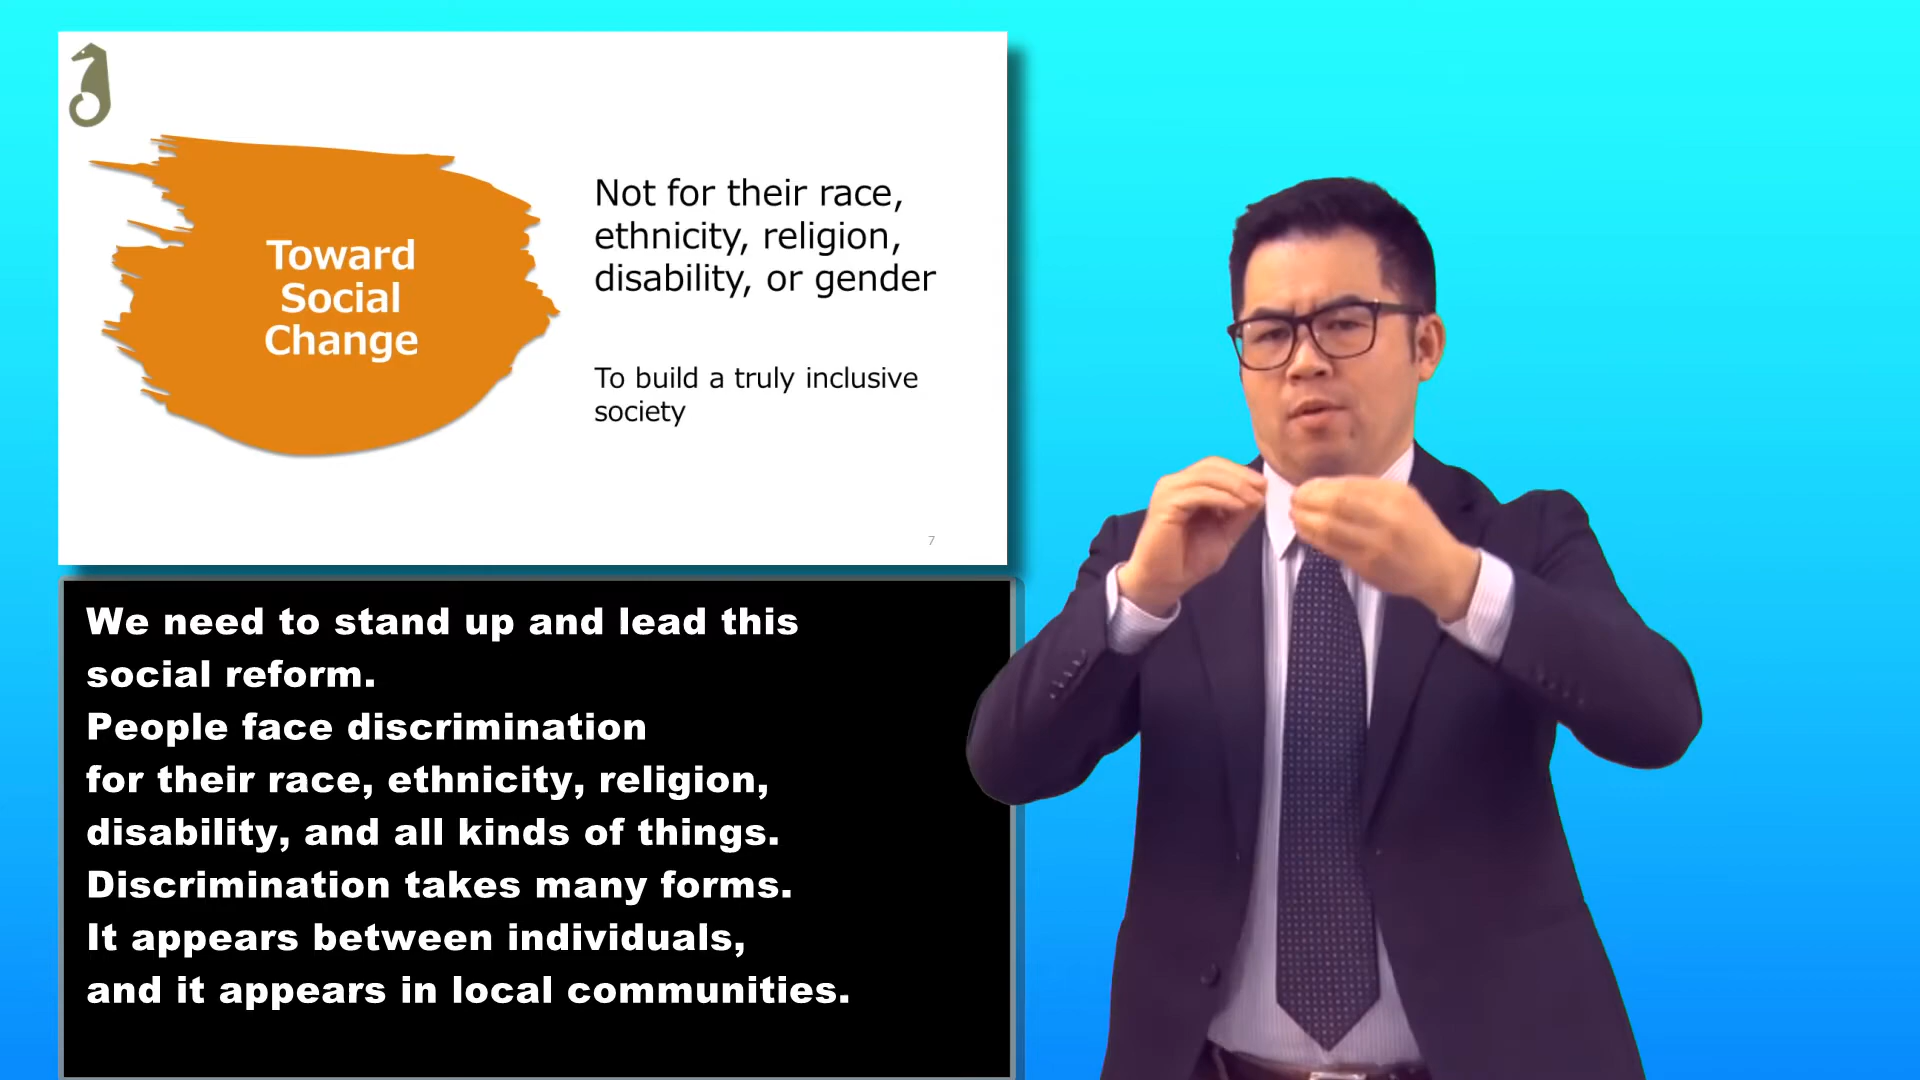 Toward
Social
Change
Not for their race,
ethnicity, religion,
disability, or gender
To build a truly inclusive
society
7
We need to stand up and lead this
social reform.
People face discrimination
for their race, ethnicity, religion,
disability, and all kinds of things.
Discrimination takes many forms.
It appears between individuals,
and it appears in local communities.